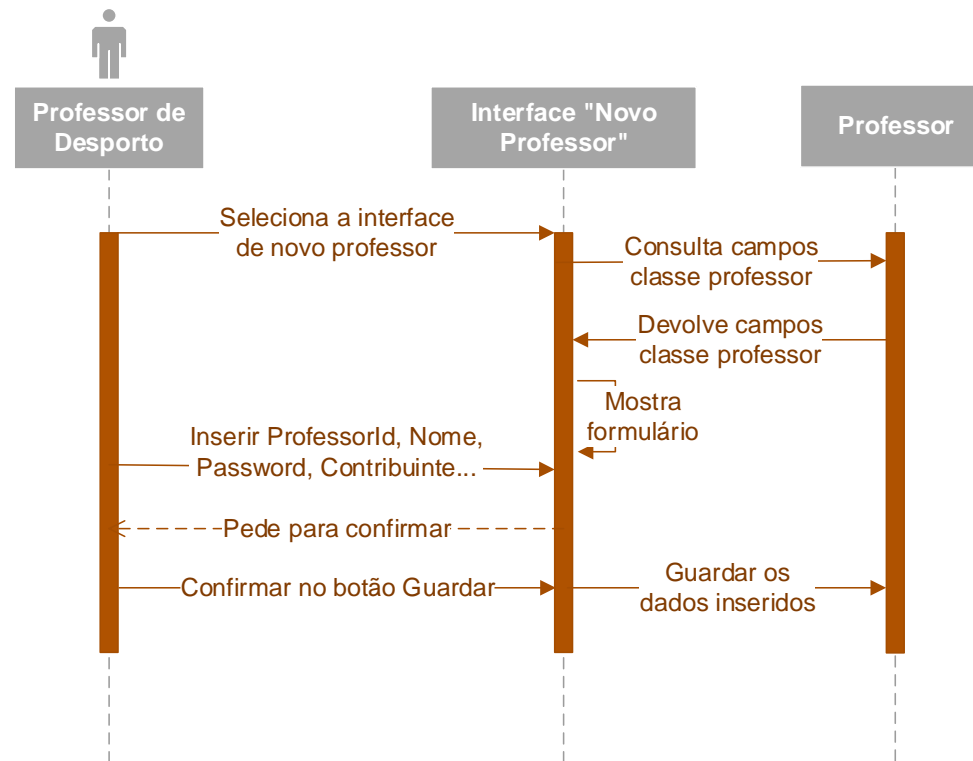 Professor de
Desporto
Interface "Novo
Professor"
Professor
Seleciona a interface
de novo professor
Consulta campos
classe professor
Devolve campos
classe professor
Mostra
formulário
Inserir ProfessorId, Nome,
Password, Contribuinte...
Pede para confirmar
Confirmar no botão Guardar
Guardar os
dados inseridos